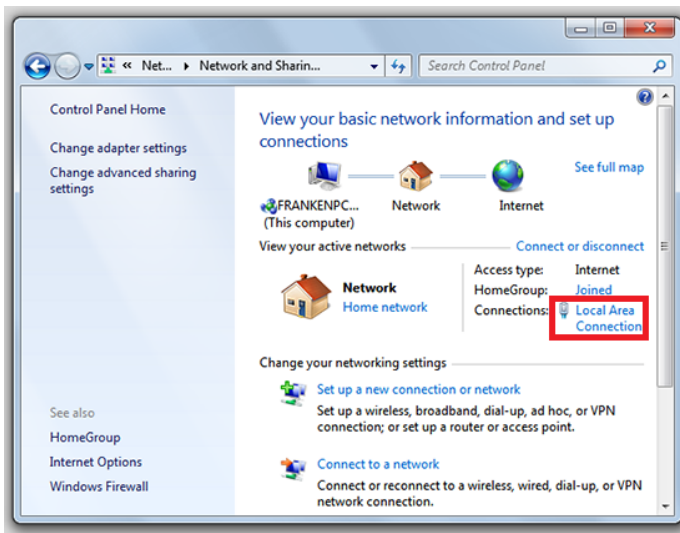 « Net... ▸ Network and Sharin...
Search Control Panel
Control Panel Home
Change adapter settings
Change advanced sharing
settings
See also
HomeGroup
Internet Options
Windows Firewall
View your basic network information and set up
connections
See full map
FRANKENPC...
(This computer)
Network
Internet
View your active networks
Connect or disconnect
Network
Home network
Access type:
Internet
HomeGroup:
Joined
Connections:
Local Area
Connection
Change your networking settings
Set up a new connection or network
Set up a wireless, broadband, dial-up, ad hoc, or VPN
connection; or set up a router or access point.
Connect to a network
Connect or reconnect to a wireless, wired, dial-up, or VPN
network connection.